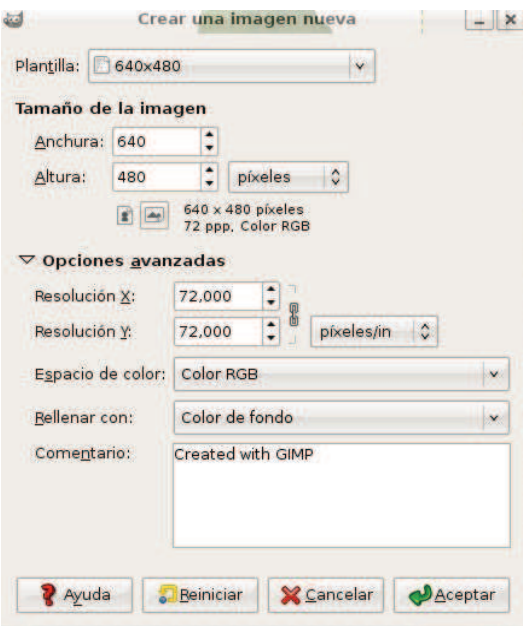 Crear una imagen nueva
Plantilla: 640x480
Tamaño de la imagen
Anchura: 640
Altura: 480 píxeles
640 x 480 píxeles
72 ppp, Color RGB
Opciones avanzadas
Resolución X: 72,000
Resolución Y: 72,000 píxeles/in
Espacio de color: Color RGB
Rellenar con: Color de fondo
Comentario: Created with GIMP
Ayuda Reiniciar Cancelar Aceptar